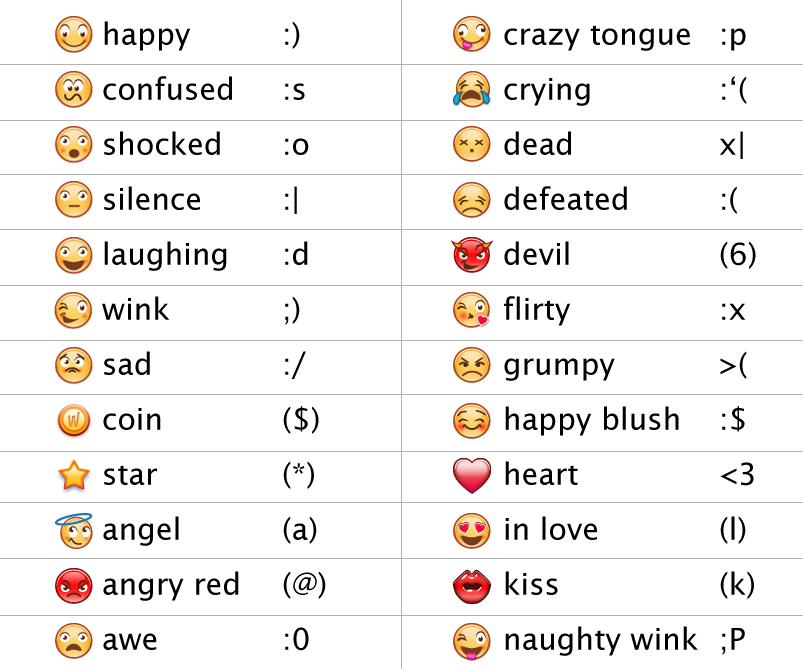 happy :)
confused :s
shocked :o
silence :|
laughing :d
wink ;)
sad :/
W coin ($)
star (*)
angel (a)
angry red (@)
awe :0
crazy tongue :p
crying :‘(
dead x|
defeated :(
devil (6)
flirty :x
grumpy >(
happy blush :$
heart <3
in love (l)
kiss (k)
naughty wink ;P